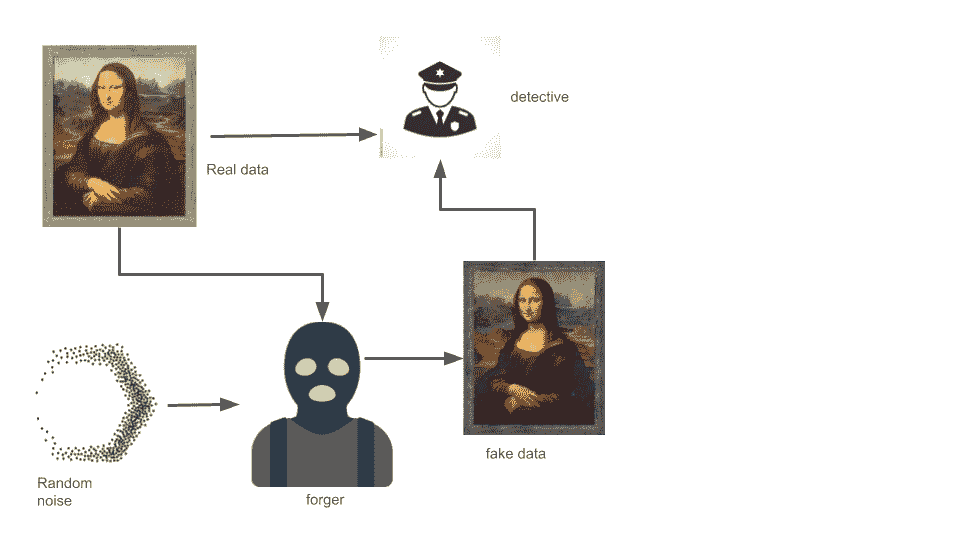 detective
Real data
fake data
Random
noise
forger